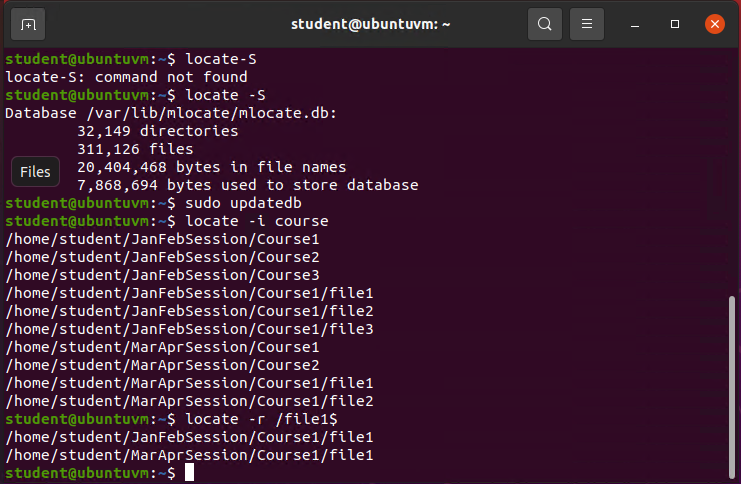 student@ubuntuvm: ~
student@ubuntuvm:~$ locate-S
locate-S: command not found
student@ubuntuvm:~$ locate -S
Database /var/lib/mlocate/mlocate.db:
        32,149 directories
        311,126 files
        20,404,468 bytes in file names
        7,868,694 bytes used to store database
Files
student@ubuntuvm:~$ sudo updatedb
student@ubuntuvm:~$ locate -i course
/home/student/JanFebSession/Course1
/home/student/JanFebSession/Course2
/home/student/JanFebSession/Course3
/home/student/JanFebSession/Course1/file1
/home/student/JanFebSession/Course1/file2
/home/student/JanFebSession/Course1/file3
/home/student/MarAprSession/Course1
/home/student/MarAprSession/Course2
/home/student/MarAprSession/Course1/file1
/home/student/MarAprSession/Course1/file2
student@ubuntuvm:~$ locate -r /file1$
/home/student/JanFebSession/Course1/file1
/home/student/MarAprSession/Course1/file1
student@ubuntuvm:~$